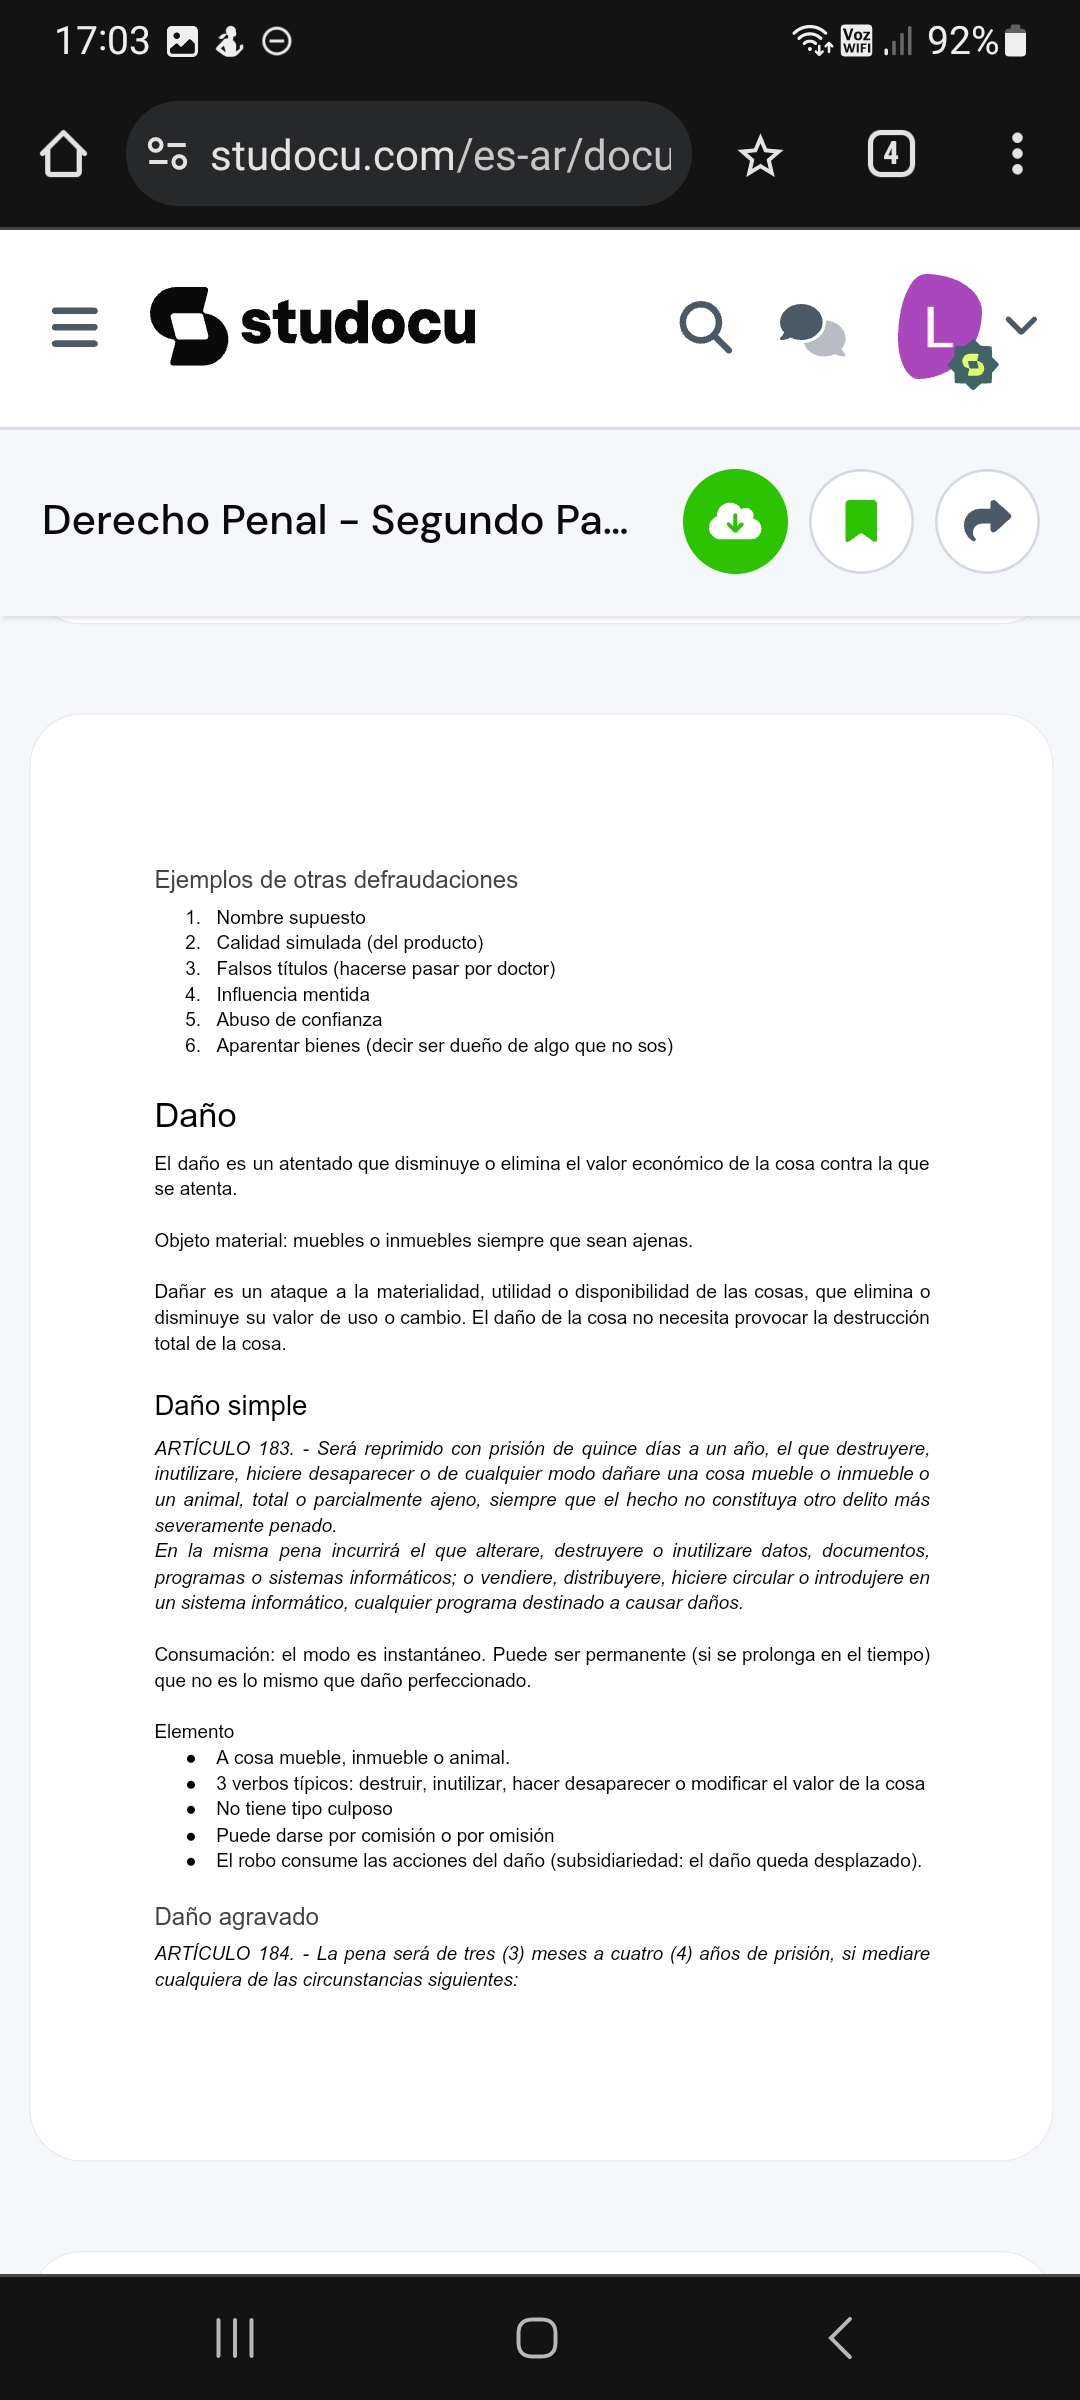 17:03
Voz
WIFI
92%
studocu.com/es-ar/docu
4
studocu
L
Derecho Penal - Segundo Pa...
Ejemplos de otras defraudaciones
1. Nombre supuesto
2. Calidad simulada (del producto)
3. Falsos títulos (hacerse pasar por doctor)
4. Influencia mentida
5. Abuso de confianza
6. Aparentar bienes (decir ser dueño de algo que no sos)
Daño
El daño es un atentado que disminuye o elimina el valor económico de la cosa contra la que
se atenta.
Objeto material: muebles o inmuebles siempre que sean ajenas.
Dañar es un ataque a la materialidad, utilidad o disponibilidad de las cosas, que elimina o
disminuye su valor de uso o cambio. El daño de la cosa no necesita provocar la destrucción
total de la cosa.
Daño simple
ARTÍCULO 183. - Será reprimido con prisión de quince días a un año, el que destruyere,
inutilizare, hiciere desaparecer o de cualquier modo dañare una cosa mueble o inmueble o
un animal, total o parcialmente ajeno, siempre que el hecho no constituya otro delito más
severamente penado.
En la misma pena incurrirá el que alterare, destruyere o inutilizare datos, documentos,
programas o sistemas informáticos; o vendiere, distribuyere, hiciere circular o introdujere en
un sistema informático, cualquier programa destinado a causar daños.
Consumación: el modo es instantáneo. Puede ser permanente (si se prolonga en el tiempo)
que no es lo mismo que daño perfeccionado.
Elemento
● A cosa mueble, inmueble o animal.
● 3 verbos típicos: destruir, inutilizar, hacer desaparecer o modificar el valor de la cosa
● No tiene tipo culposo
● Puede darse por comisión o por omisión
● El robo consume las acciones del daño (subsidiariedad: el daño queda desplazado).
Daño agravado
ARTÍCULO 184. - La pena será de tres (3) meses a cuatro (4) años de prisión, si mediare
cualquiera de las circunstancias siguientes: